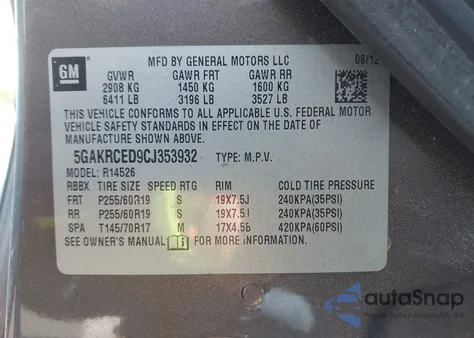 GM
MFD BY GENERAL MOTORS LLC 06/12
GVWR GAWR FRT GAWR RR
2908 KG 1450 KG 1600 KG
6411 LB 3196 LB 3527 LB
THIS VEHICLE CONFORMS TO ALL APPLICABLE U.S. FEDERAL MOTOR
VEHICLE SAFETY STANDARDS IN EFFECT ON THE DATE OF
MANUFACTURE SHOWN ABOVE.
5GAKRCED9CJ353932 TYPE: M.P.V.
MODEL: R14526
RBBX TIRE SIZE SPEED RTG RIM COLD TIRE PRESSURE
FRT P255/60R19 S 19X7.5J 240KPA(35PSI)
RR P255/60R19 S 19X7.5J 240KPA(35PSI)
SPA T145/70R17 M 17X4.5B 420KPA(60PSI)
SEE OWNER'S MANUAL FOR MORE INFORMATION.
autoSnap